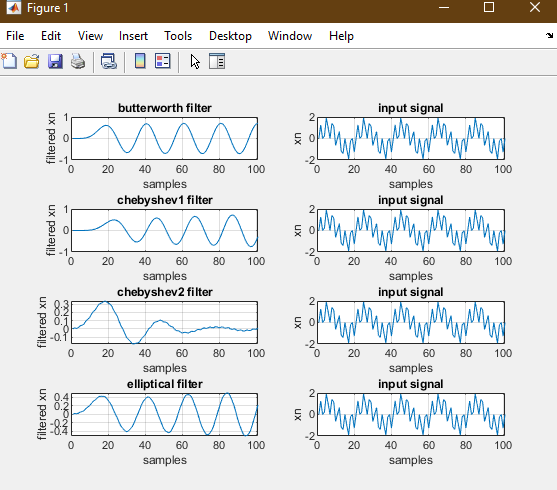 Figure 1
File Edit View Insert Tools Desktop Window Help
butterworth filter
filtered xn
1
0
-1
0 20 40 60 80 100
samples
input signal
xn
2
0
-2
0 20 40 60 80 100
samples
chebyshev1 filter
filtered xn
1
0
-1
0 20 40 60 80 100
samples
input signal
xn
2
0
-2
0 20 40 60 80 100
samples
chebyshev2 filter
filtered xn
0.3
0.2
0.1
0
-0.1
0 20 40 60 80 100
samples
input signal
xn
2
0
-2
0 20 40 60 80 100
samples
elliptical filter
filtered xn
0.4
0.2
0
-0.2
-0.4
0 20 40 60 80 100
samples
input signal
xn
2
0
-2
0 20 40 60 80 100
samples